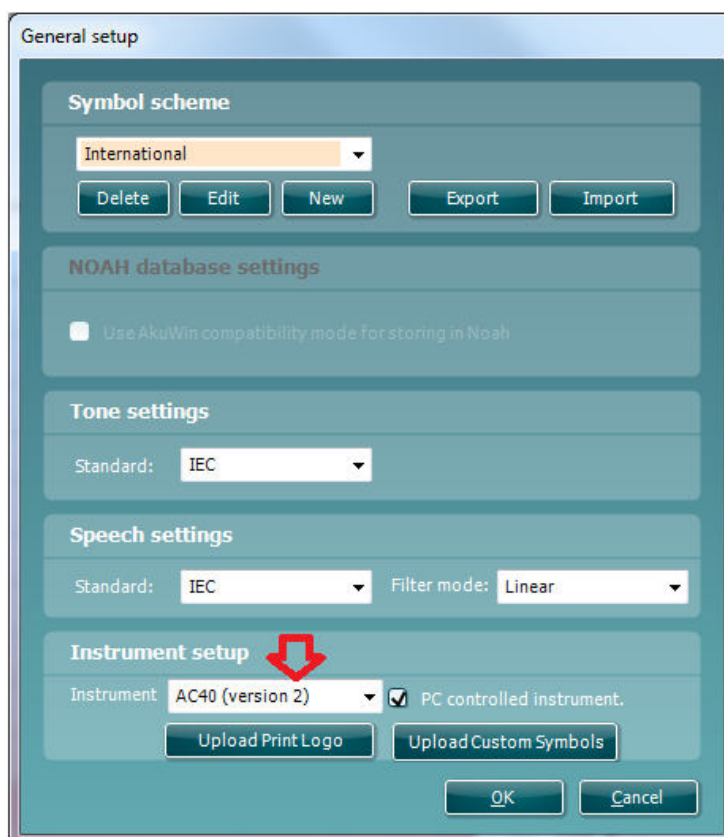 General setup
Symbol scheme
International
Delete Edit New Export Import
NOAH database settings
Use AkuWin compatibility mode for storing in Noah
Tone settings
Standard: IEC
Speech settings
Standard: IEC Filter mode: Linear
Instrument setup
Instrument AC40 (version 2) PC controlled instrument.
Upload Print Logo Upload Custom Symbols
OK Cancel